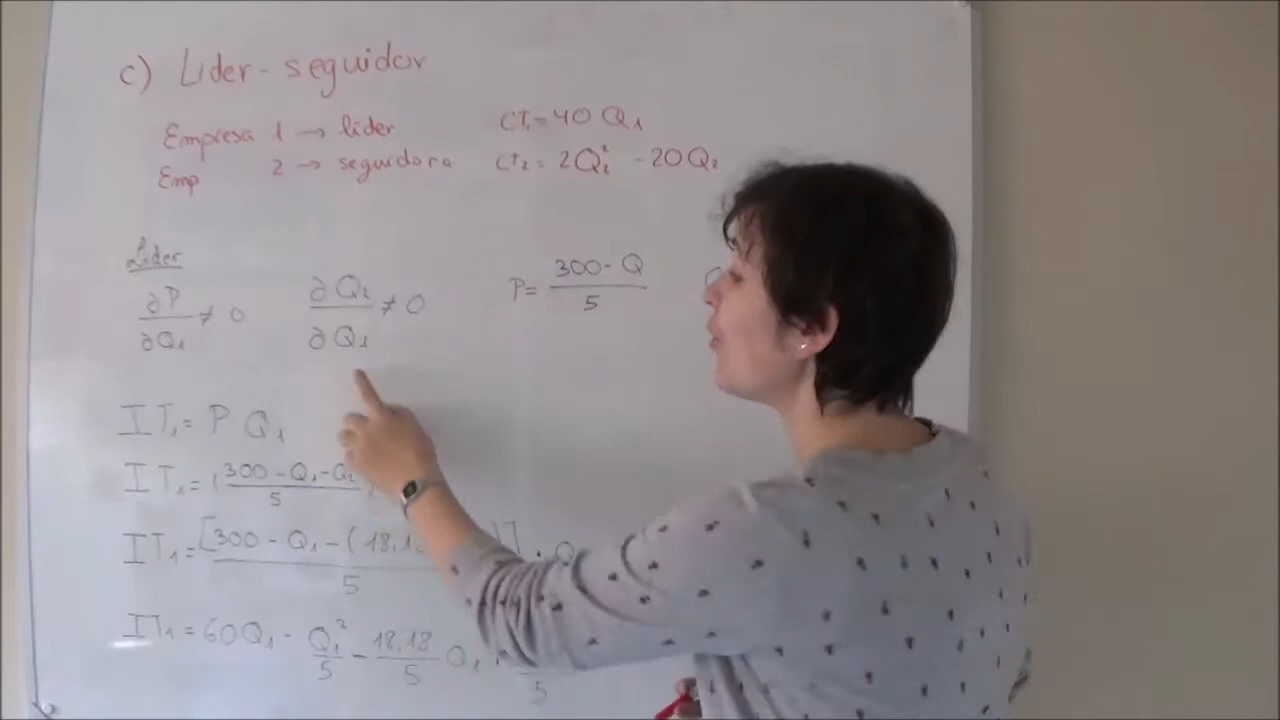 c) Lider - seguidor
Empresa 1 → lider CT₁ = 40 Q₁
Emp 2 → seguidora CT₂ = 2Q₂² - 20Q₂
Lider
∂P/∂Q₁ ≠ 0 ∂Q₂/∂Q₁ ≠ 0 P = (300 - Q)/5
IT₁ = P Q₁
IT₁ = (300 - Q₁ - Q₂/5
IT₁ = [300 - Q₁ - (18,1 )]/5 · Q
IT₁ = 60Q₁ - Q₁²/5 - 18,18/5 Q₁ /5